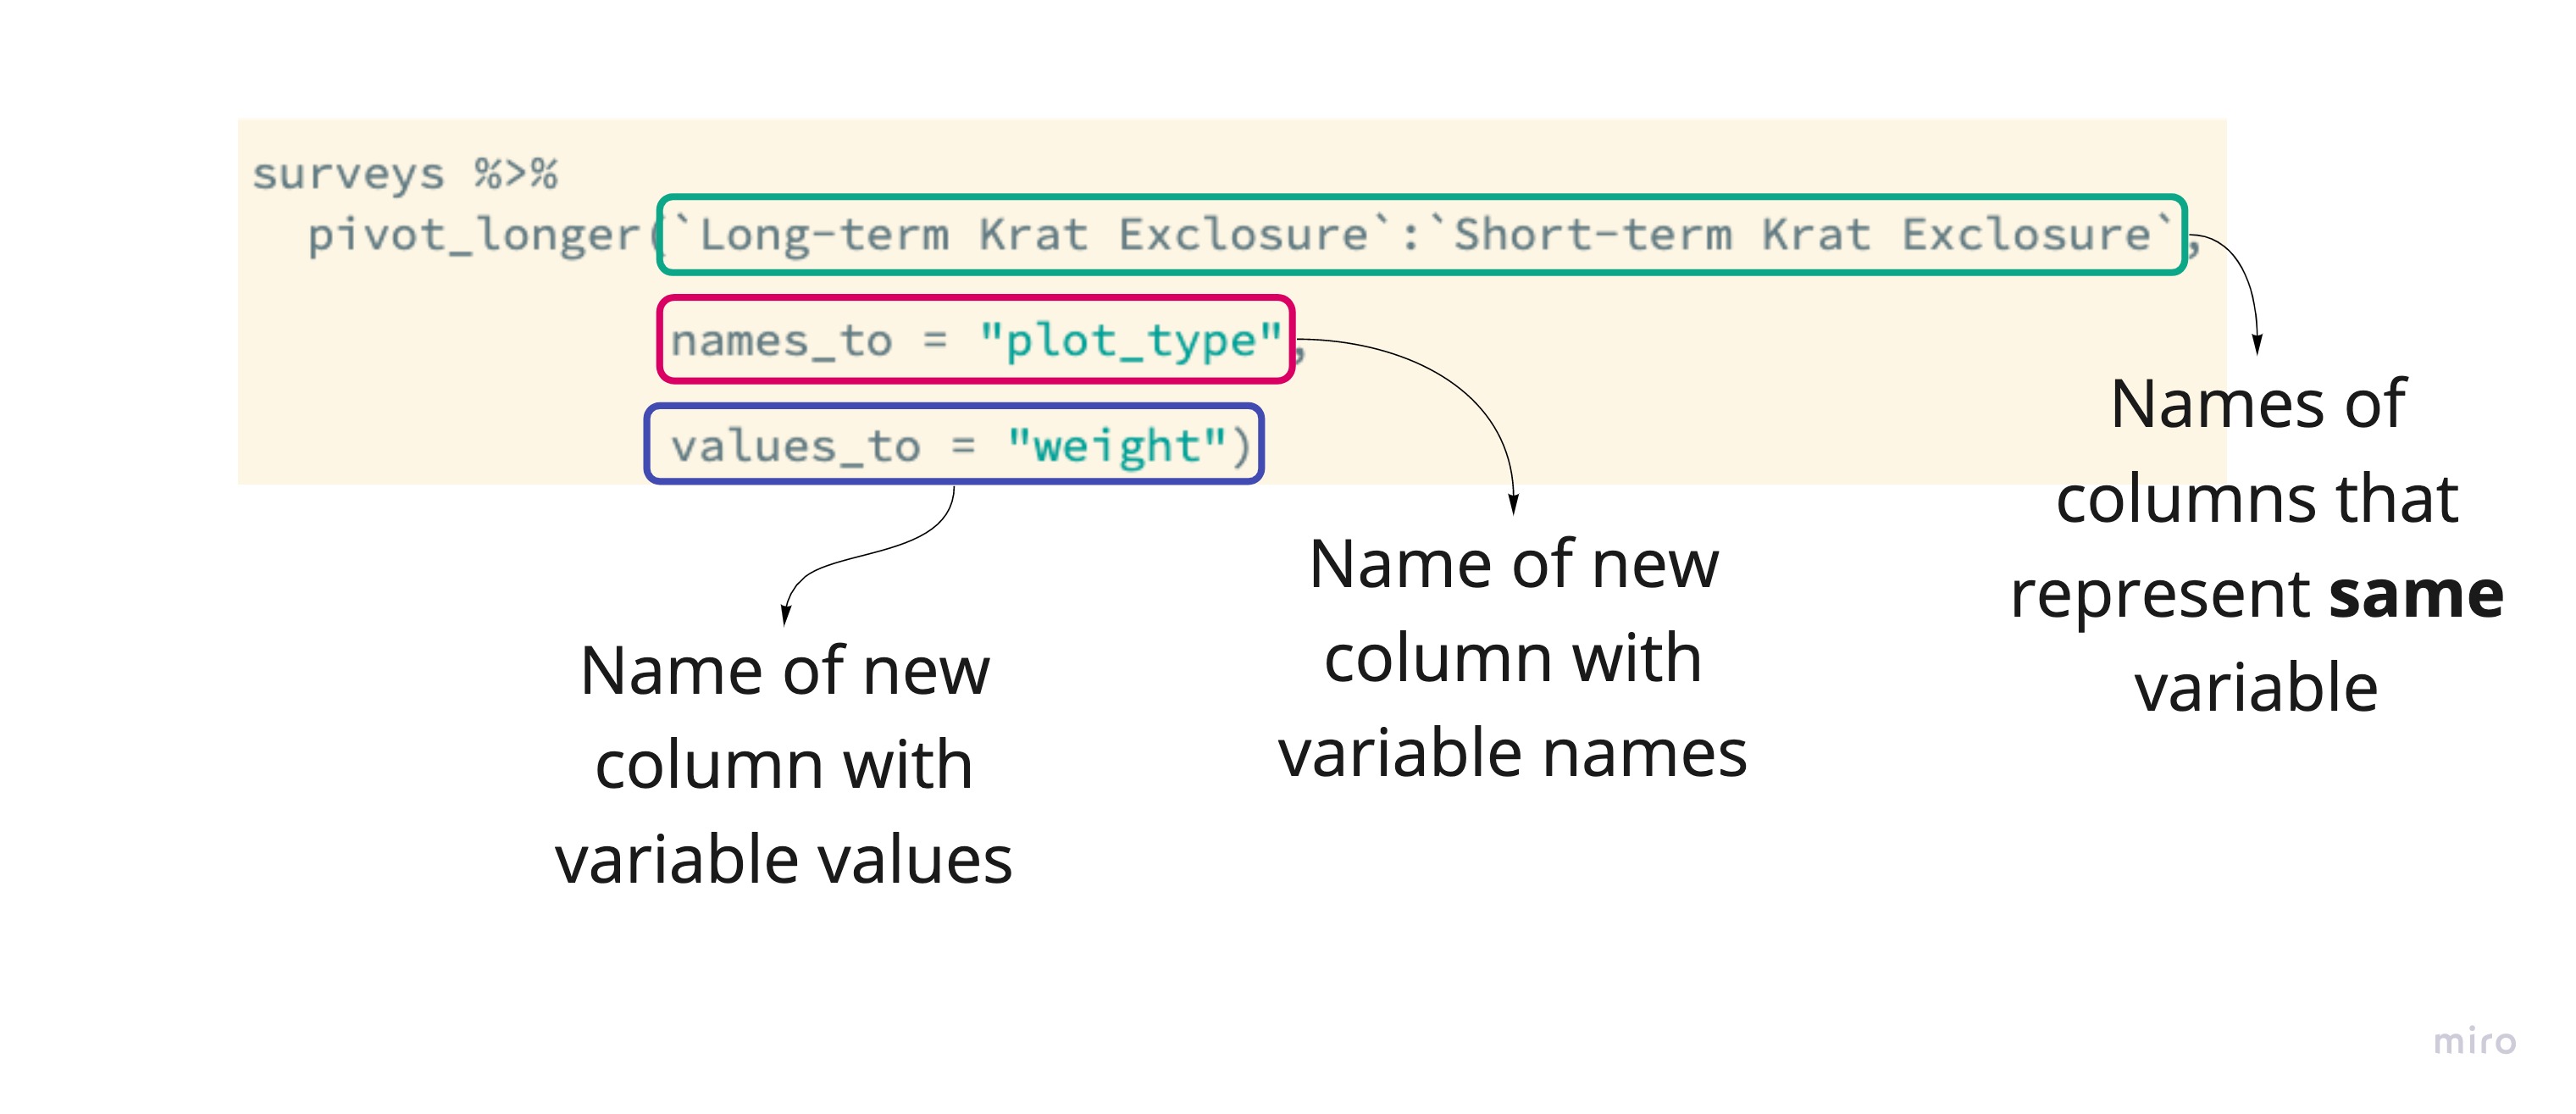 surveys %>%
pivot_longer(`Long-term Krat Exclosure`:`Short-term Krat Exclosure`,
names_to = "plot_type",
values_to = "weight")
Names of
columns that
represent same
variable
Name of new
column with
variable names
Name of new
column with
variable values
miro